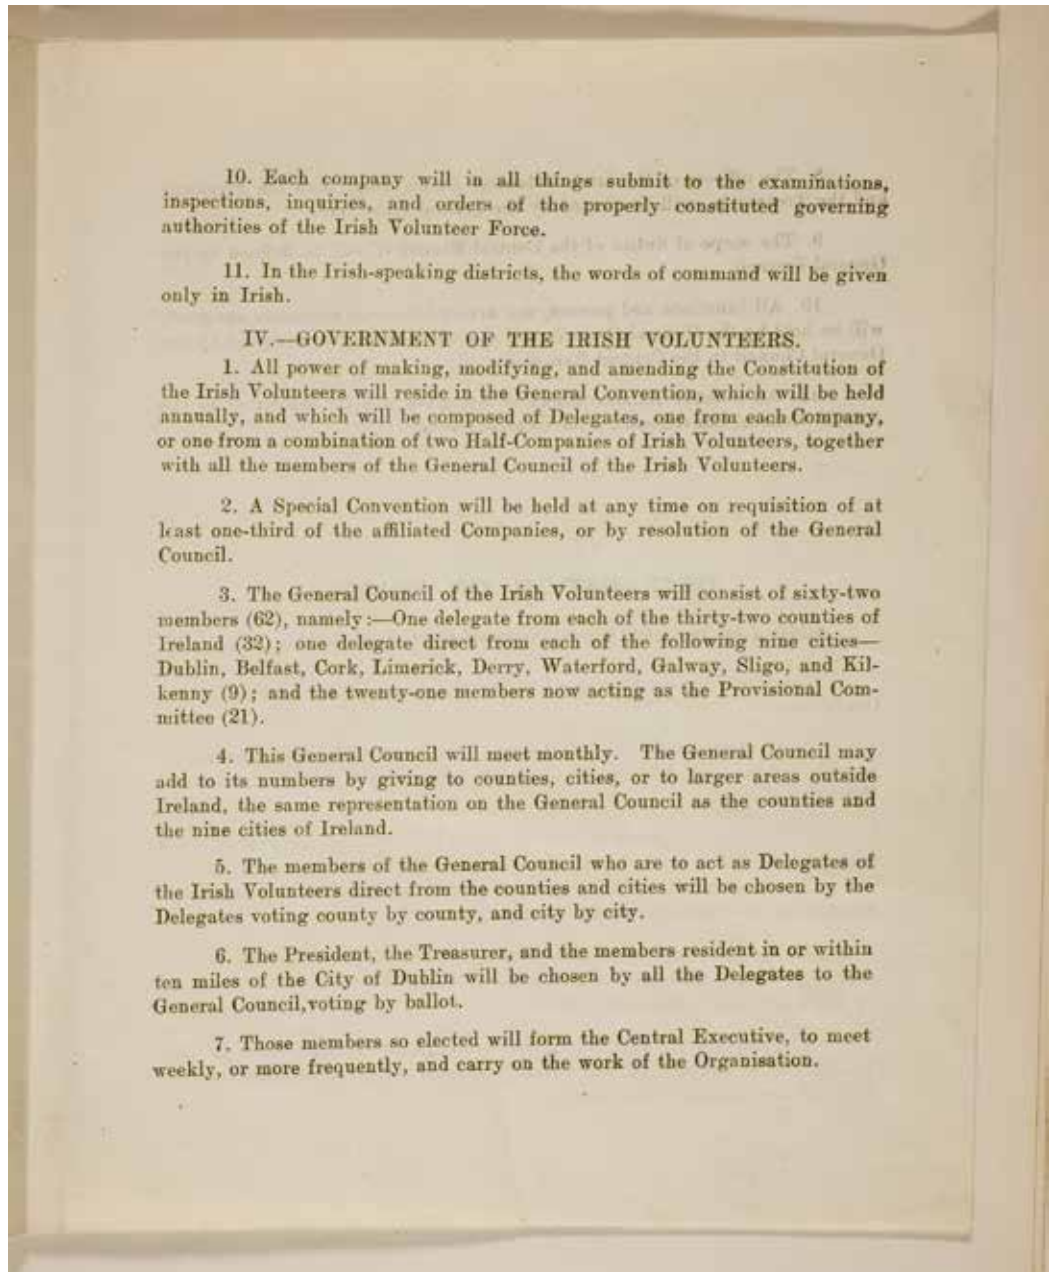 10. Each company will in all things submit to the examinations,
inspections, inquiries, and orders of the properly constituted governing
authorities of the Irish Volunteer Force.
11. In the Irish-speaking districts, the words of command will be given
only in Irish.
IV.—GOVERNMENT OF THE IRISH VOLUNTEERS.
1. All power of making, modifying, and amending the Constitution of
the Irish Volunteers will reside in the General Convention, which will be held
annually, and which will be composed of Delegates, one from each Company,
or one from a combination of two Half-Companies of Irish Volunteers, together
with all the members of the General Council of the Irish Volunteers.
2. A Special Convention will be held at any time on requisition of at
least one-third of the affiliated Companies, or by resolution of the General
Council.
3. The General Council of the Irish Volunteers will consist of sixty-two
members (62), namely:—One delegate from each of the thirty-two counties of
Ireland (32); one delegate direct from each of the following nine cities—
Dublin, Belfast, Cork, Limerick, Derry, Waterford, Galway, Sligo, and Kil-
kenny (9); and the twenty-one members now acting as the Provisional Com-
mittee (21).
4. This General Council will meet monthly. The General Council may
add to its numbers by giving to counties, cities, or to larger areas outside
Ireland, the same representation on the General Council as the counties and
the nine cities of Ireland.
5. The members of the General Council who are to act as Delegates of
the Irish Volunteers direct from the counties and cities will be chosen by the
Delegates voting county by county, and city by city.
6. The President, the Treasurer, and the members resident in or within
ten miles of the City of Dublin will be chosen by all the Delegates to the
General Council, voting by ballot.
7. Those members so elected will form the Central Executive, to meet
weekly, or more frequently, and carry on the work of the Organisation.